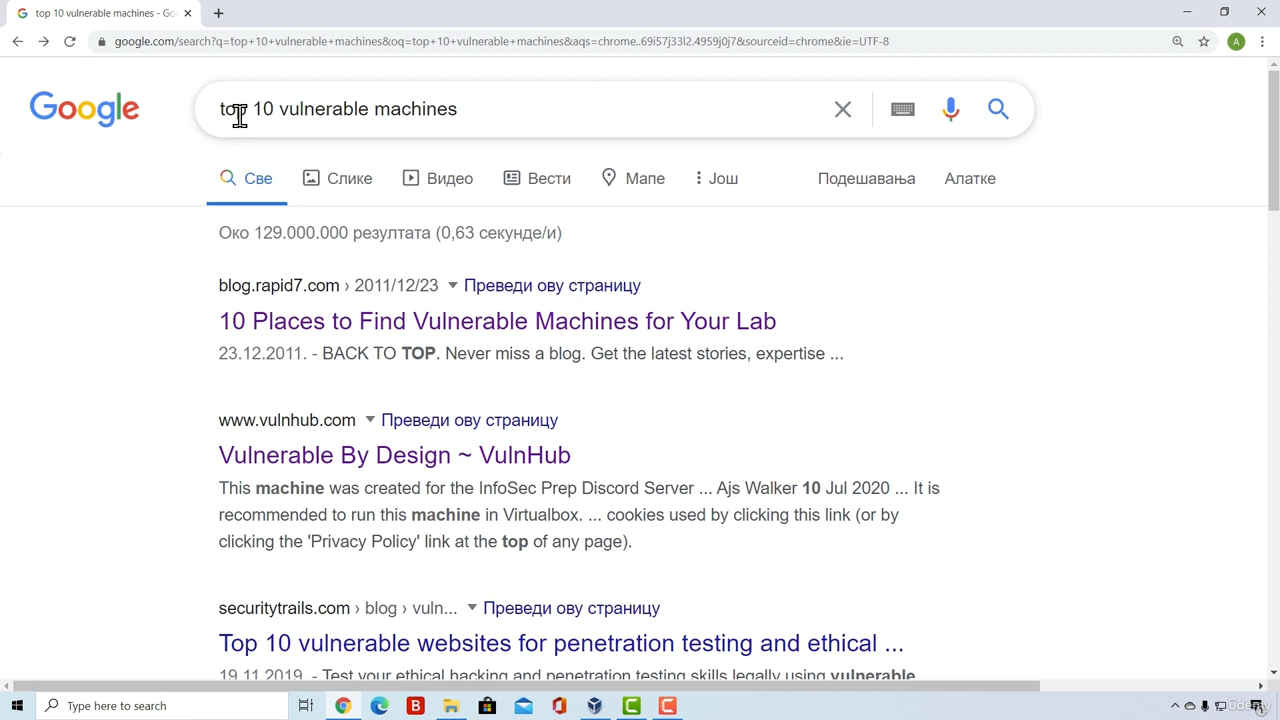 top 10 vulnerable machines - Go
google.com/search?q=top+10+vulnerable+machines&oq=top+10+vulnerable+machines&aqs=chrome..69i57j33l2.4959j0j7&sourceid=chrome&ie=UTF-8
A
Google
top 10 vulnerable machines
Све Слике Видео Вести Мапе Још Подешавања Алатке
Око 129.000.000 резултата (0,63 секунде/и)
blog.rapid7.com › 2011/12/23 Преведи ову страницу
10 Places to Find Vulnerable Machines for Your Lab
23.12.2011. - BACK TO TOP. Never miss a blog. Get the latest stories, expertise ...
www.vulnhub.com Преведи ову страницу
Vulnerable By Design ~ VulnHub
This machine was created for the InfoSec Prep Discord Server ... Ajs Walker 10 Jul 2020 ... It is
recommended to run this machine in Virtualbox. ... cookies used by clicking this link (or by
clicking the 'Privacy Policy' link at the top of any page).
securitytrails.com › blog › vuln... Преведи ову страницу
Top 10 vulnerable websites for penetration testing and ethical ...
19.11.2019. - Test your ethical hacking and penetration testing skills legally using vulnerable
Type here to search
B
C
C
Udemy